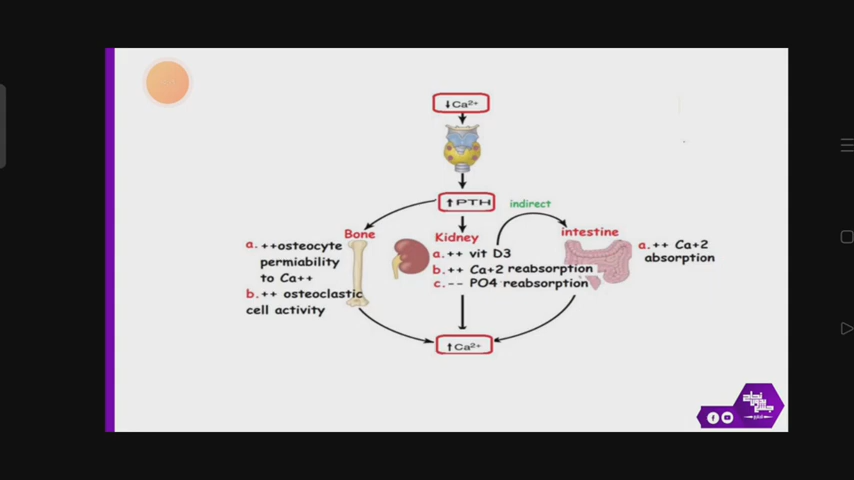 ↓Ca²⁺
↑PTH
indirect
Bone
a. ++osteocyte
permiability
to Ca++
b. ++ osteoclastic
cell activity
Kidney
a. ++ vit D3
b. ++ Ca+2 reabsorption
c. -- PO4 reabsorption
intestine
a. ++ Ca+2
absorption
↑Ca²⁺